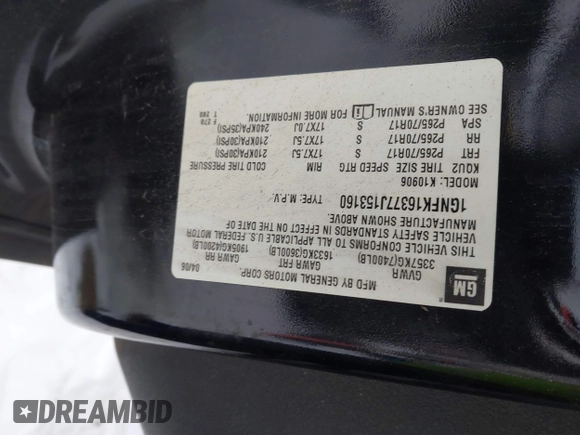 GM
MFD BY GENERAL MOTORS CORP. 04/06
GVWR GAWR FRT GAWR RR
3357KG(7400LB) 1633KG(3600LB) 1905KG(4200LB)
THIS VEHICLE CONFORMS TO ALL APPLICABLE U.S. FEDERAL MOTOR
VEHICLE SAFETY STANDARDS IN EFFECT ON THE DATE OF
MANUFACTURE SHOWN ABOVE.
1GNFK16377J153160 TYPE: M.P.V.
MODEL: K10906
KQU2 TIRE SIZE SPEED RTG RIM COLD TIRE PRESSURE
FRT P265/70R17 S 17X7.5J 210KPA(30PSI)
RR P265/70R17 S 17X7.5J 210KPA(30PSI)
SPA P265/70R17 S 17X7.0J 240KPA(35PSI)
SEE OWNER'S MANUAL FOR MORE INFORMATION.
F 270
DREAMBID